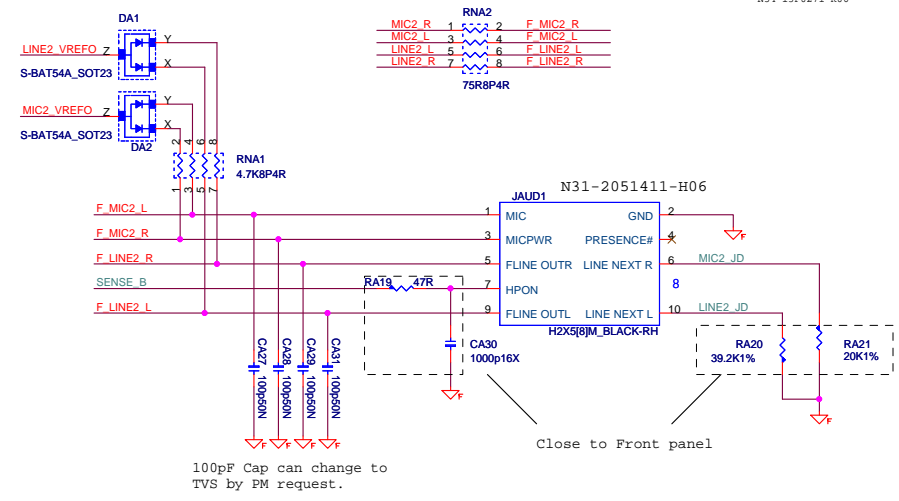 DA1
LINE2_VREFO Z
Y
X
S-BAT54A_SOT23
MIC2_VREFO Z
Y
X
S-BAT54A_SOT23
DA2
RNA2
MIC2_R 1 2 F_MIC2_R
MIC2_L 3 4 F_MIC2_L
LINE2_L 5 6 F_LINE2_L
LINE2_R 7 8 F_LINE2_R
75R8P4R
2 4 6 8
RNA1
4.7K8P4R
1 3 5 7
N31-2051411-H06
JAUD1
F_MIC2_L 1 MIC GND 2
F_MIC2_R 3 MICPWR PRESENCE# 4
F_LINE2_R 5 FLINE OUTR LINE NEXT R 6 MIC2_JD
SENSE_B RA19 47R 7 HPON 8
F_LINE2_L 9 FLINE OUTL LINE NEXT L 10 LINE2_JD
H2X5[8]M_BLACK-RH
CA27 100p50N
CA28 100p50N
CA29 100p50N
CA31 100p50N
CA30
1000p16X
RA20
39.2K1%
RA21
20K1%
F
F
F
F
F
F
F
Close to Front panel
100pF Cap can change to
TVS by PM request.